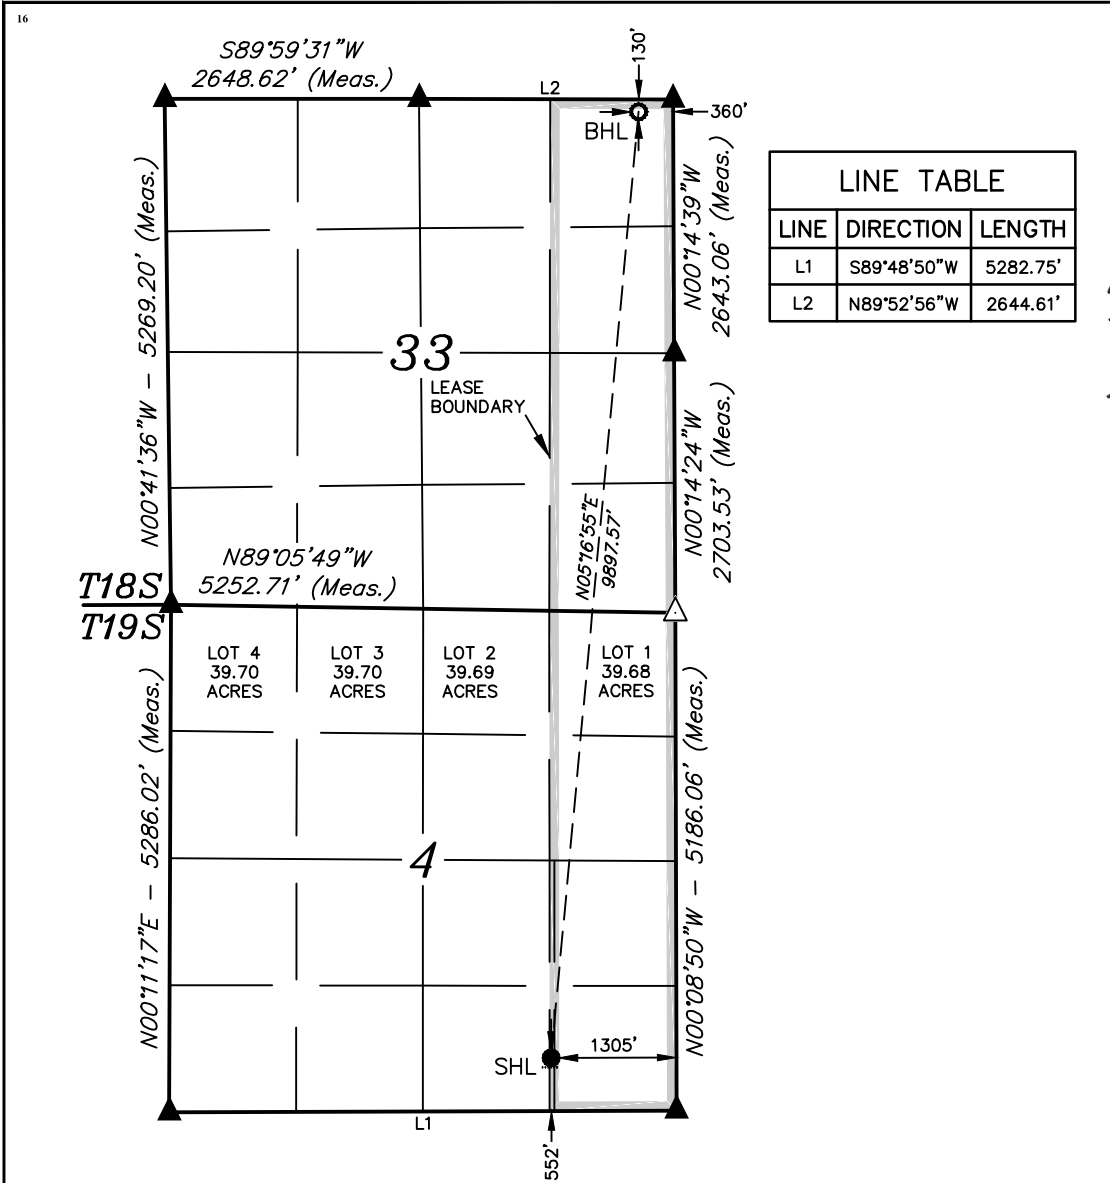 16
S89°59'31"W
2648.62' (Meas.)
L2
130'
360'
BHL
N00°41'36"W - 5269.20' (Meas.)
N00°14'39"W
2643.06' (Meas.)
LINE TABLE
LINE DIRECTION LENGTH
L1 S89°48'50"W 5282.75'
L2 N89°52'56"W 2644.61'
33
LEASE
BOUNDARY
N00°14'24"W
2703.53' (Meas.)
N05°16'55"E
9897.57'
N89°05'49"W
5252.71' (Meas.)
T18S
T19S
LOT 4
39.70
ACRES
LOT 3
39.70
ACRES
LOT 2
39.69
ACRES
LOT 1
39.68
ACRES
N00°11'17"E - 5286.02' (Meas.)
N00°08'50"W - 5186.06' (Meas.)
4
1305'
SHL
L1
552'